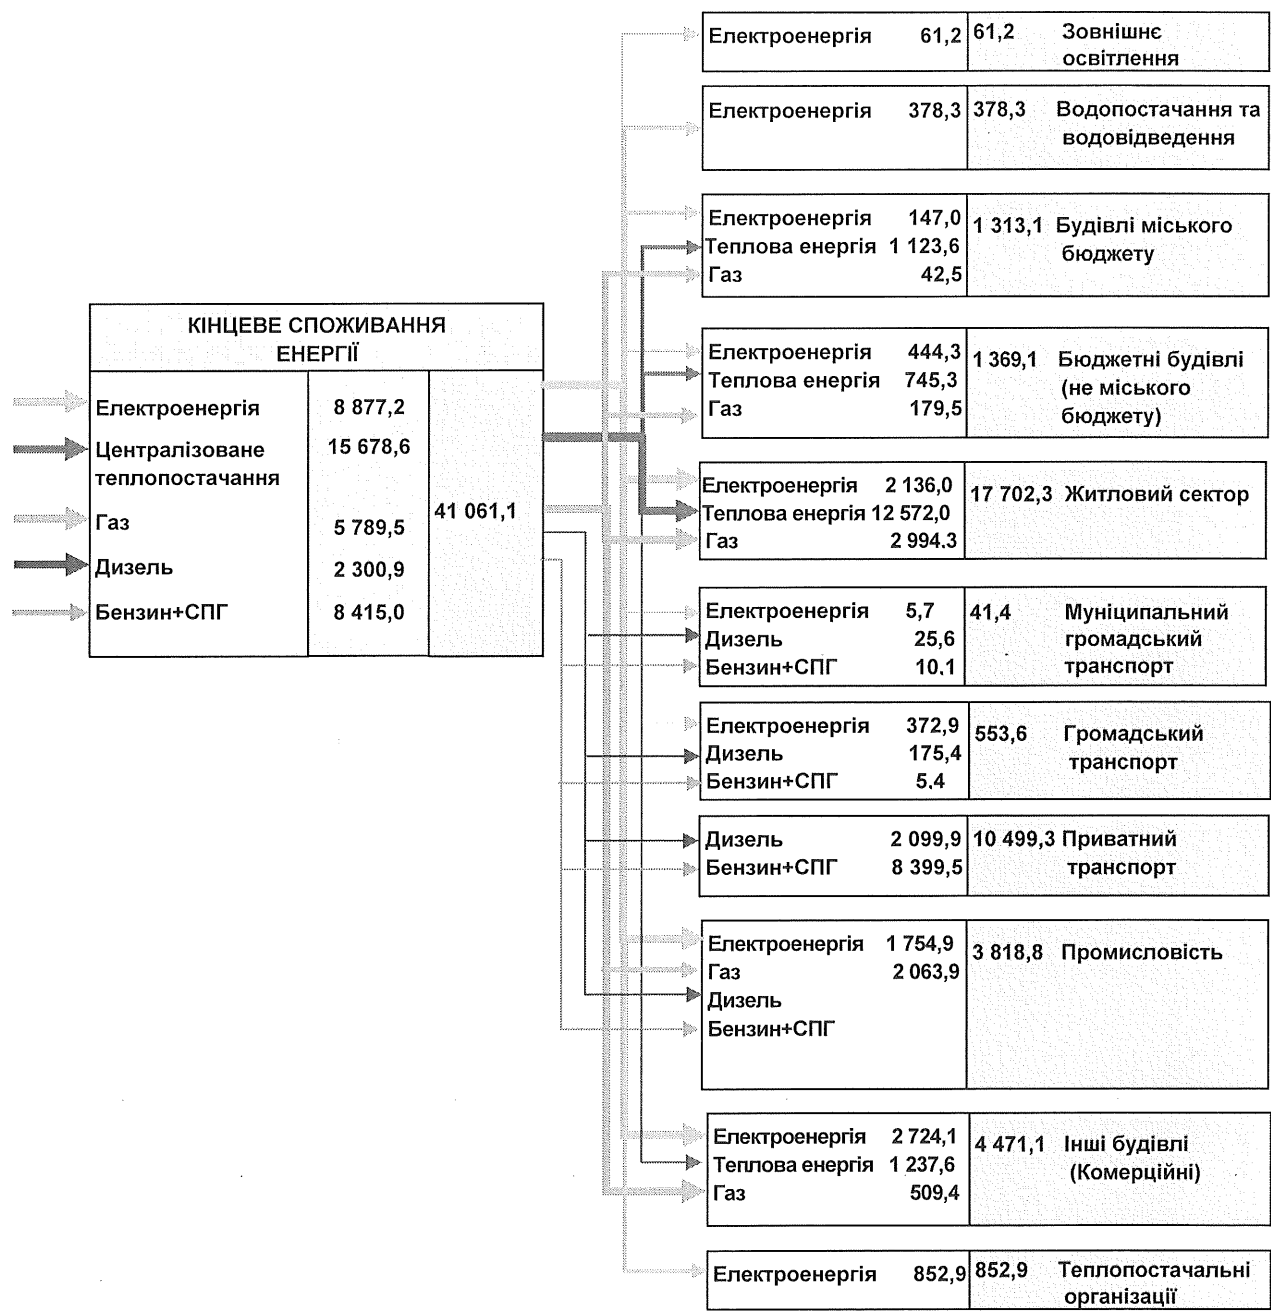 КІНЦЕВЕ СПОЖИВАННЯ
ЕНЕРГІЇ
Електроенергія 8 877,2
Централізоване 15 678,6
теплопостачання
Газ 5 789,5
Дизель 2 300,9
Бензин+СПГ 8 415,0
41 061,1
Електроенергія 61,2 61,2 Зовнішнє
освітлення
Електроенергія 378,3 378,3 Водопостачання та
водовідведення
Електроенергія 147,0
Теплова енергія 1 123,6
Газ 42,5
1 313,1 Будівлі міського
бюджету
Електроенергія 444,3
Теплова енергія 745,3
Газ 179,5
1 369,1 Бюджетні будівлі
(не міського
бюджету)
Електроенергія 2 136,0
Теплова енергія 12 572,0
Газ 2 994,3
17 702,3 Житловий сектор
Електроенергія 5,7
Дизель 25,6
Бензин+СПГ 10,1
41,4 Муніципальний
громадський
транспорт
Електроенергія 372,9
Дизель 175,4
Бензин+СПГ 5,4
553,6 Громадський
транспорт
Дизель 2 099,9
Бензин+СПГ 8 399,5
10 499,3 Приватний
транспорт
Електроенергія 1 754,9
Газ 2 063,9
Дизель
Бензин+СПГ
3 818,8 Промисловість
Електроенергія 2 724,1
Теплова енергія 1 237,6
Газ 509,4
4 471,1 Інші будівлі
(Комерційні)
Електроенергія 852,9 852,9 Теплопостачальні
організації